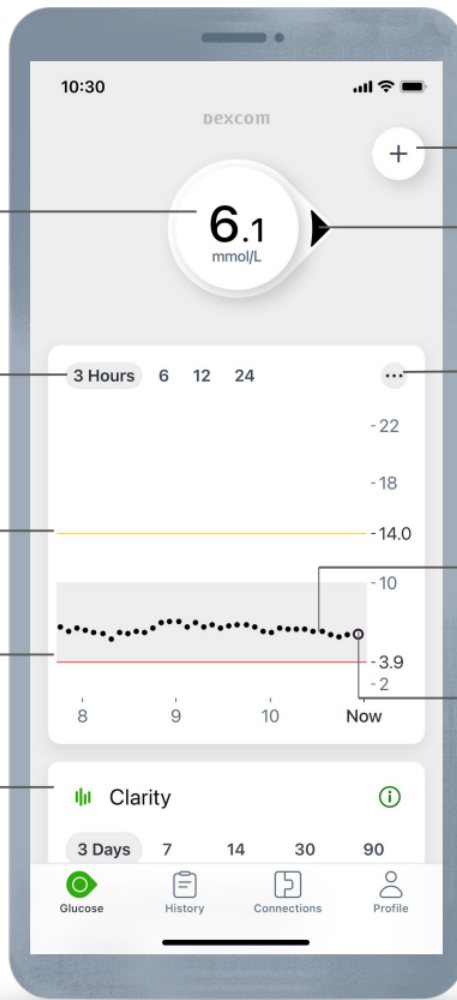 10:30
Dexcom
+
6.1
mmol/L
3 Hours 6 12 24
...
22
18
14.0
10
3.9
2
8 9 10 Now
Clarity
3 Days 7 14 30 90
Glucose History Connections Profile